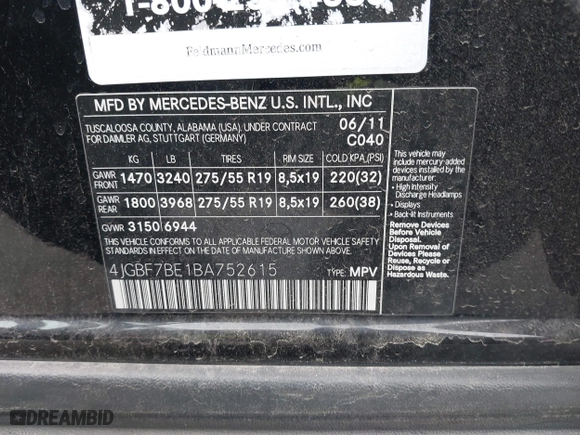 FeldmannMercedes.com
MFD BY MERCEDES-BENZ U.S. INTL., INC
TUSCALOOSA COUNTY, ALABAMA (USA), UNDER CONTRACT 06/11
FOR DAIMLER AG, STUTTGART (GERMANY) C040
KG LB TIRES RIM SIZE COLD KPA,(PSI)
GAWR FRONT 1470 3240 275/55 R19 8,5x19 220(32)
GAWR REAR 1800 3968 275/55 R19 8,5x19 260(38)
GVWR 3150 6944
THIS VEHICLE CONFORMS TO ALL APPLICABLE FEDERAL MOTOR VEHICLE SAFETY
STANDARDS IN EFFECT ON THE DATE OF MANUFACTURE SHOWN ABOVE.
4JGBF7BE1BA752615 TYPE: MPV
This vehicle may
include mercury-added
devices installed by the
manufacturer:
• High Intensity
Discharge Headlamps
• Displays
• Back-lit Instruments
Remove Devices
Before Vehicle Disposal.
Upon Removal of
Devices Please Reuse,
Recycle or Dispose as
Hazardous Waste.
DREAMBID